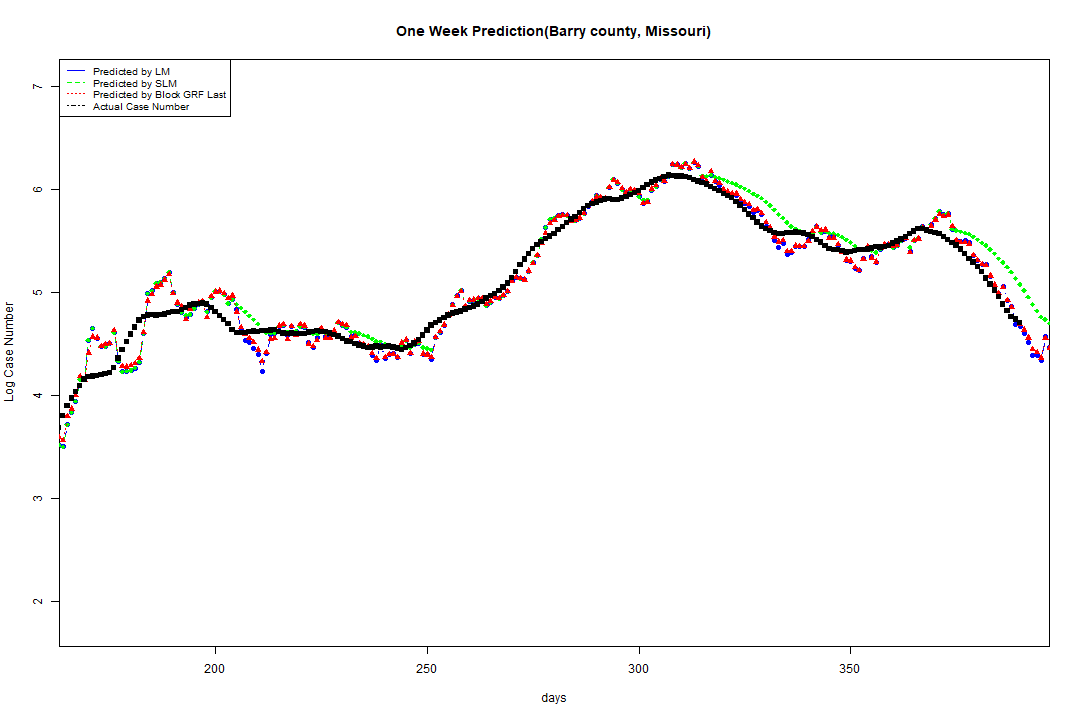 One Week Prediction(Barry county, Missouri)
Predicted by LM
Predicted by SLM
Predicted by Block GRF Last
Actual Case Number
7
6
5
4
3
2
Log Case Number
200
250
300
350
days